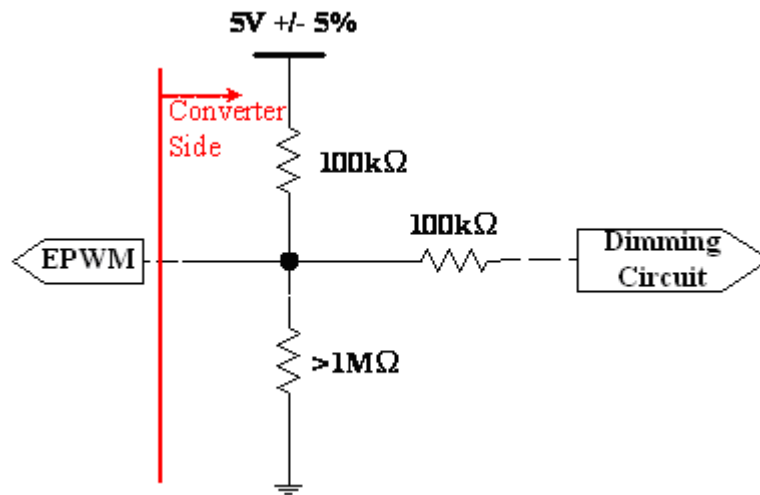 5V +/- 5%
Converter
Side
100kΩ
100kΩ
EPWM
Dimming
Circuit
>1MΩ